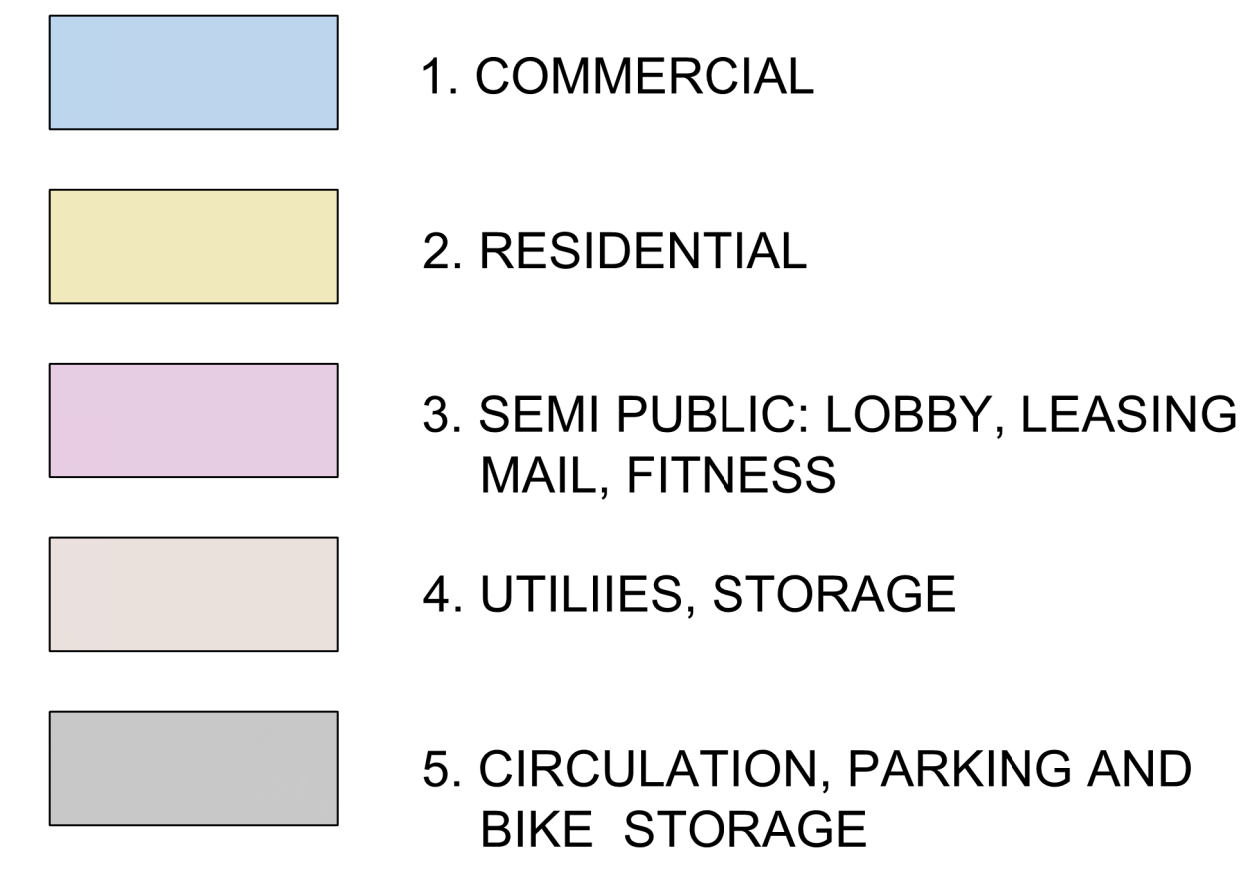 1. COMMERCIAL
2. RESIDENTIAL
3. SEMI PUBLIC: LOBBY, LEASING
MAIL, FITNESS
4. UTILIIES, STORAGE
5. CIRCULATION, PARKING AND
BIKE  STORAGE